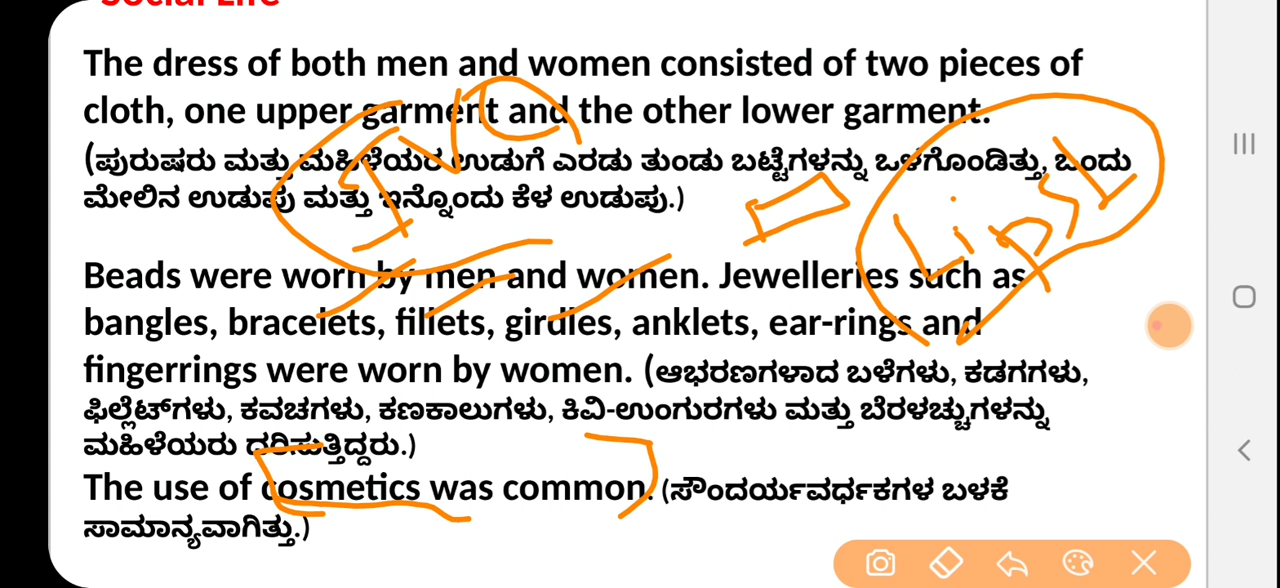 Social Life
The dress of both men and women consisted of two pieces of
cloth, one upper garment and the other lower garment.
(ಪುರುಷರು ಮತ್ತು ಮಹಿಳೆಯರ ಉಡುಗೆ ಎರಡು ತುಂಡು ಬಟ್ಟೆಗಳನ್ನು ಒಳಗೊಂಡಿತ್ತು, ಒಂದು
ಮೇಲಿನ ಉಡುಪು ಮತ್ತು ಇನ್ನೊಂದು ಕೆಳ ಉಡುಪು.)
IVC
Lipst
Beads were worn by men and women. Jewelleries such as
bangles, bracelets, fillets, girdles, anklets, ear-rings and
fingerrings were worn by women. (ಆಭರಣಗಳಾದ ಬಳೆಗಳು, ಕಡಗಗಳು,
ಫಿಲ್ಲೆಟ್‌ಗಳು, ಕವಚಗಳು, ಕಣಕಾಲುಗಳು, ಕಿವಿ-ಉಂಗುರಗಳು ಮತ್ತು ಬೆರಳಚ್ಚುಗಳನ್ನು
ಮಹಿಳೆಯರು ಧರಿಸುತ್ತಿದ್ದರು.)
The use of cosmetics was common. (ಸೌಂದರ್ಯವರ್ಧಕಗಳ ಬಳಕೆ
ಸಾಮಾನ್ಯವಾಗಿತ್ತು.)